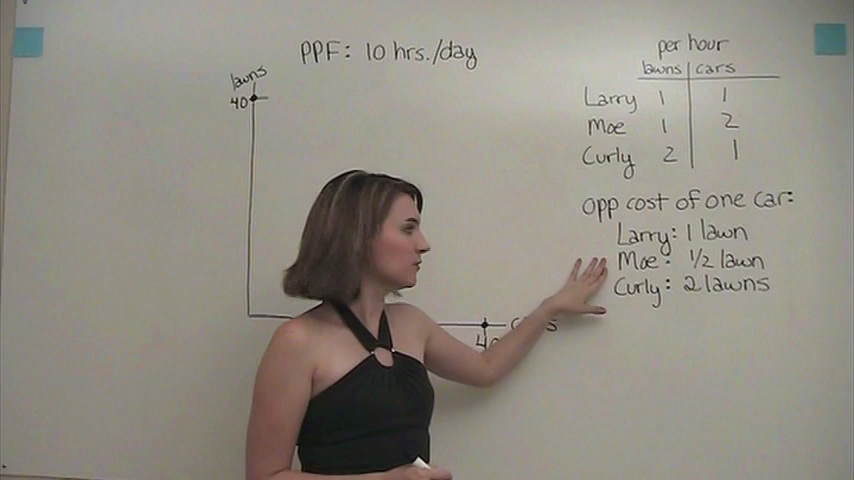 PPF: 10 hrs./day
lawns
40
cars
40
per hour
lawns cars
Larry 1 1
Moe 1 2
Curly 2 1
opp cost of one car:
Larry: 1 lawn
Moe: 1/2 lawn
Curly: 2 lawns